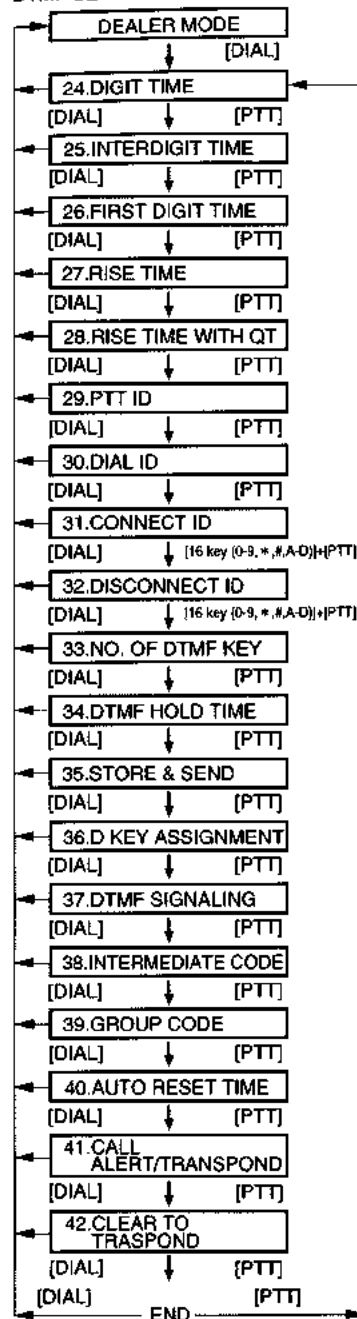 DEALER MODE
[DIAL]
24.DIGIT TIME
[DIAL] [PTT]
25.INTERDIGIT TIME
[DIAL] [PTT]
26.FIRST DIGIT TIME
[DIAL] [PTT]
27.RISE TIME
[DIAL] [PTT]
28.RISE TIME WITH QT
[DIAL] [PTT]
29.PTT ID
[DIAL] [PTT]
30.DIAL ID
[DIAL] [PTT]
31.CONNECT ID
[DIAL] [16 key (0-9, *,#,A-D)]+[PTT]
32.DISCONNECT ID
[DIAL] [16 key (0-9, *,#,A-D)]+[PTT]
33.NO. OF DTMF KEY
[DIAL] [PTT]
34.DTMF HOLD TIME
[DIAL] [PTT]
35.STORE & SEND
[DIAL] [PTT]
36.D KEY ASSIGNMENT
[DIAL] [PTT]
37.DTMF SIGNALING
[DIAL] [PTT]
38.INTERMEDIATE CODE
[DIAL] [PTT]
39.GROUP CODE
[DIAL] [PTT]
40.AUTO RESET TIME
[DIAL] [PTT]
41.CALL
ALERT/TRANSPOND
[DIAL] [PTT]
42.CLEAR TO
TRASPOND
[DIAL] [PTT]
[DIAL] [PTT]
END